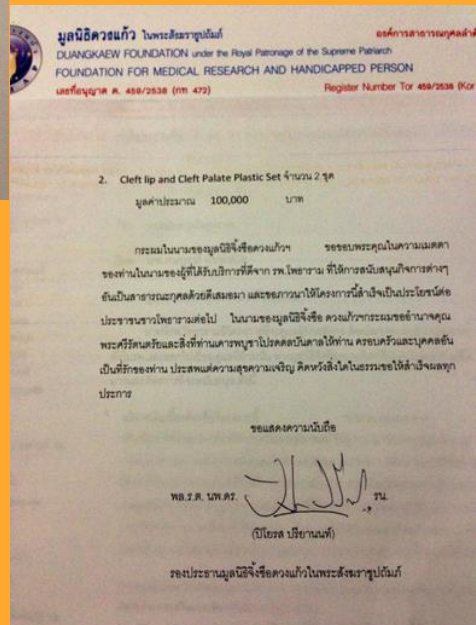 มูลนิธิดวงแก้ว ในพระสังฆราชูปถัมภ์
องค์การสาธารณกุศลลำดั
DUANGKAEW FOUNDATION under the Royal Patronage of the Supreme Patriarch
FOUNDATION FOR MEDICAL RESEARCH AND HANDICAPPED PERSON
เลขที่อนุญาต ต. 459/2538 (กท 472)
Register Number Tor 459/2538 (Kor
2. Cleft lip and Cleft Palate Plastic Set จำนวน 2 ชุด
มูลค่าประมาณ 100,000 บาท
กระผมในนามของมูลนิธิจิ้งซือดวงแก้วฯ ขอขอบพระคุณในความเมตตา
ของท่านในนามของผู้ที่ได้รับบริการที่ดีจาก รพ.โพธาราม ที่ให้การสนับสนุนกิจการต่างๆ
อันเป็นสาธารณะกุศลด้วยดีเสมอมา และขอภาวนาให้โครงการนี้สำเร็จเป็นประโยชน์ต่อ
ประชาชนชาวโพธารามต่อไป ในนามของมูลนิธิจิ้งซือ ดวงแก้วฯกระผมขออำนาจคุณ
พระศรีรัตนตรัยและสิ่งที่ท่านเคารพบูชาโปรดดลบันดาลให้ท่าน ครอบครัวและบุคคลอัน
เป็นที่รักของท่าน ประสพแต่ความสุขความเจริญ คิดหวังสิ่งใดในธรรมขอให้สำเร็จผลทุก
ประการ
ขอแสดงความนับถือ
พล.ร.ต. นพ.ดร. รน.
(ปิโยรส ปรียานนท์)
รองประธานมูลนิธิจิ้งซือดวงแก้วในพระสังฆราชูปถัมภ์